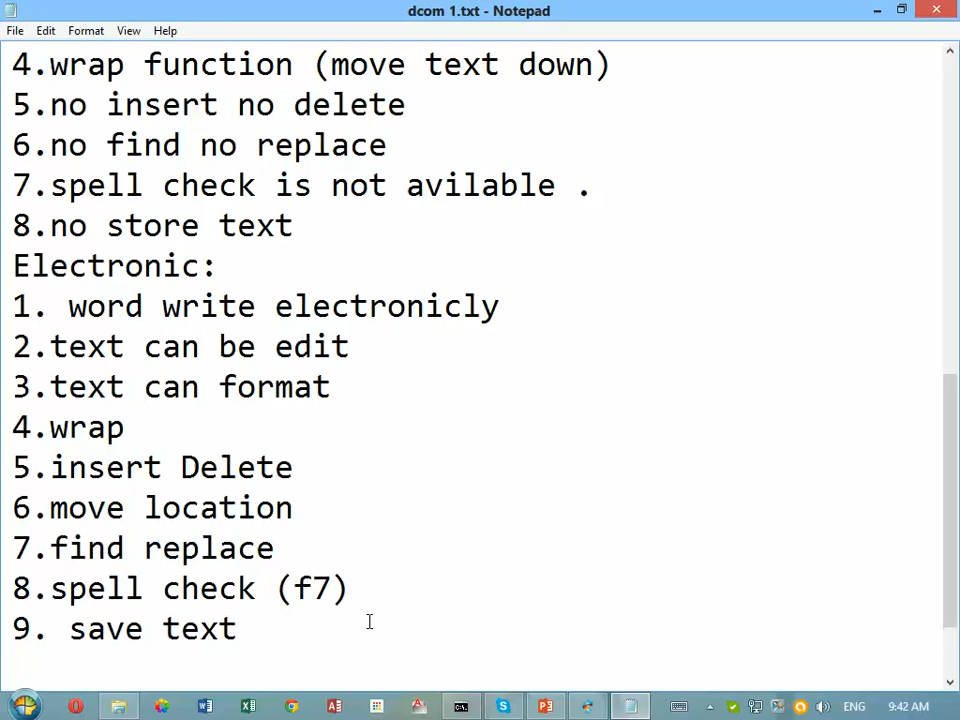 dcom 1.txt - Notepad
File Edit Format View Help
4.wrap function (move text down)
5.no insert no delete
6.no find no replace
7.spell check is not avilable .
8.no store text
Electronic:
1. word write electronicly
2.text can be edit
3.text can format
4.wrap
5.insert Delete
6.move location
7.find replace
8.spell check (f7)
9. save text
ENG 9:42 AM